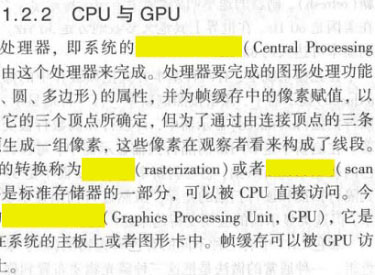 1.2.2 CPU 与 GPU
处理器，即系统的 (Central Processing
由这个处理器来完成。处理器要完成的图形处理功能
、圆、多边形)的属性，并为帧缓存中的像素赋值，以
它的三个顶点所确定，但为了通过由连接顶点的三条
生成一组像素，这些像素在观察者看来构成了线段。
的转换称为 (rasterization)或者 (scan
是标准存储器的一部分，可以被 CPU 直接访问。今
(Graphics Processing Unit, GPU)，它是
在系统的主板上或者图形卡中。帧缓存可以被 GPU 访
上。